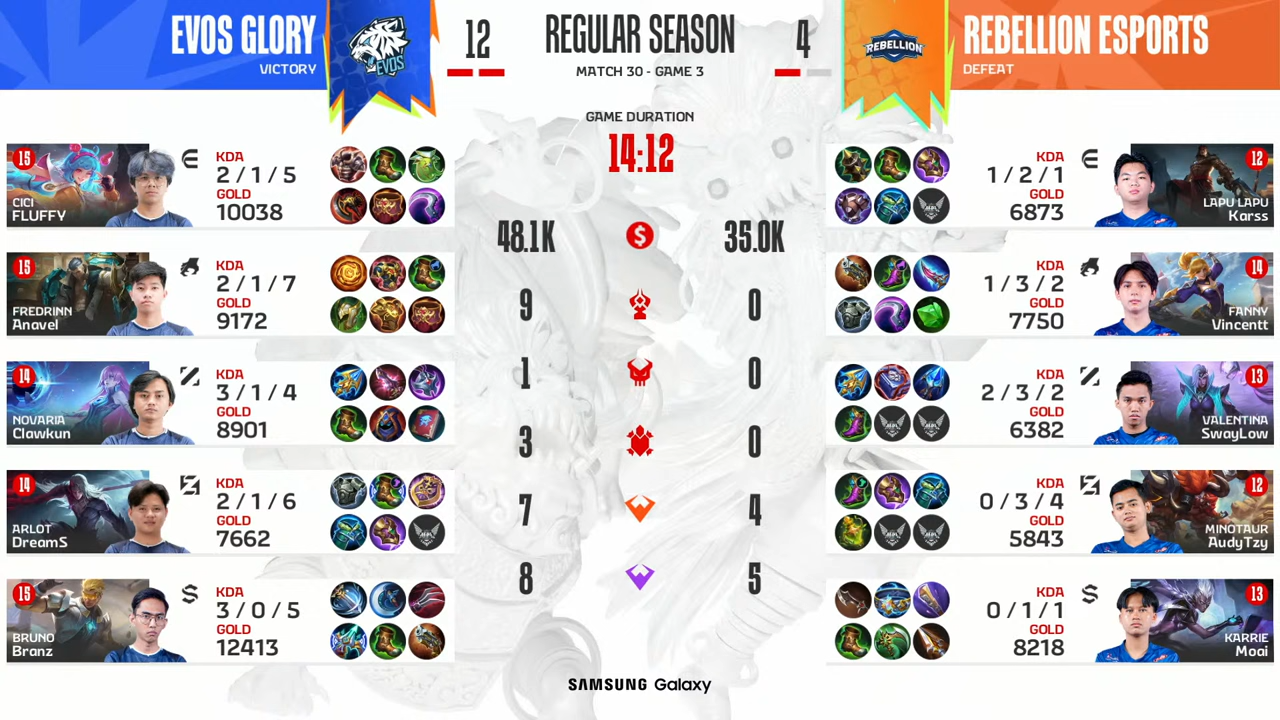 EVOS GLORY
VICTORY
EVOS
12
REGULAR SEASON
MATCH 30 - GAME 3
4
REBELLION
REBELLION ESPORTS
DEFEAT
GAME DURATION
14:12
15
CICI
FLUFFY
KDA
2 / 1 / 5
GOLD
10038
15
FREDRINN
Anavel
KDA
2 / 1 / 7
GOLD
9172
14
NOVARIA
Clawkun
KDA
3 / 1 / 4
GOLD
8901
14
ARLOT
DreamS
KDA
2 / 1 / 6
GOLD
7662
15
BRUNO
Branz
KDA
3 / 0 / 5
GOLD
12413
48.1K $ 35.0K
9 0
1 0
3 0
7 4
8 5
KDA
1 / 2 / 1
GOLD
6873
12
LAPU LAPU
Karss
KDA
1 / 3 / 2
GOLD
7750
14
FANNY
Vincentt
KDA
2 / 3 / 2
GOLD
6382
13
VALENTINA
SwayLow
KDA
0 / 3 / 4
GOLD
5843
12
MINOTAUR
AudyTzy
KDA
0 / 1 / 1
GOLD
8218
13
KARRIE
Moai
SAMSUNG Galaxy